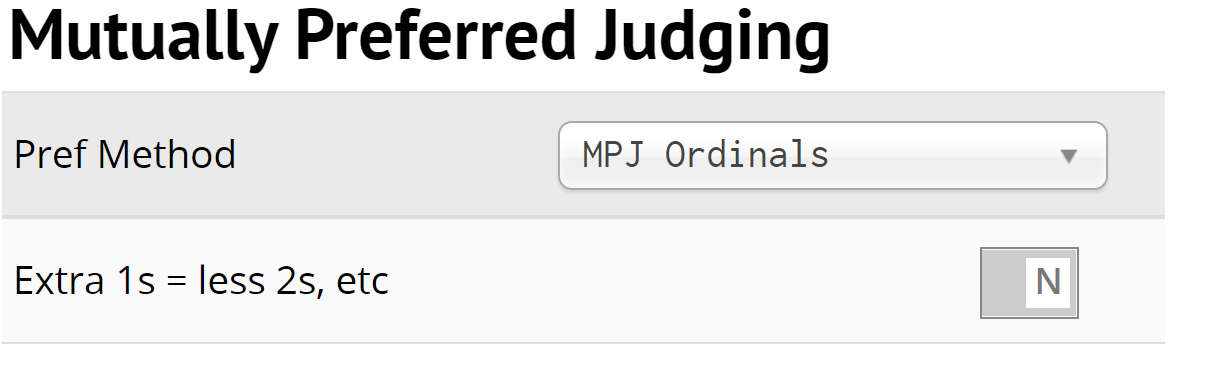 Mutually Preferred Judging
Pref Method
MPJ Ordinals
Extra 1s = less 2s, etc
N